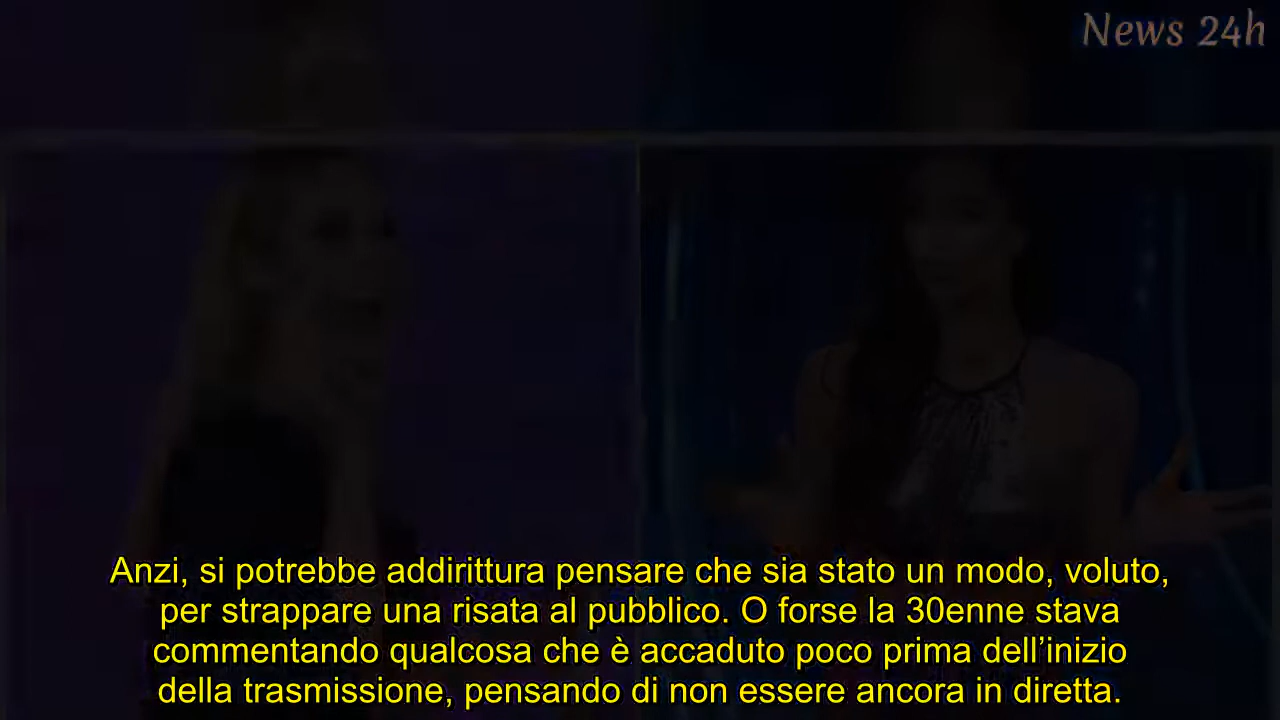 News 24h
Anzi, si potrebbe addirittura pensare che sia stato un modo, voluto,
per strappare una risata al pubblico. O forse la 30enne stava
commentando qualcosa che è accaduto poco prima dell’inizio
della trasmissione, pensando di non essere ancora in diretta.